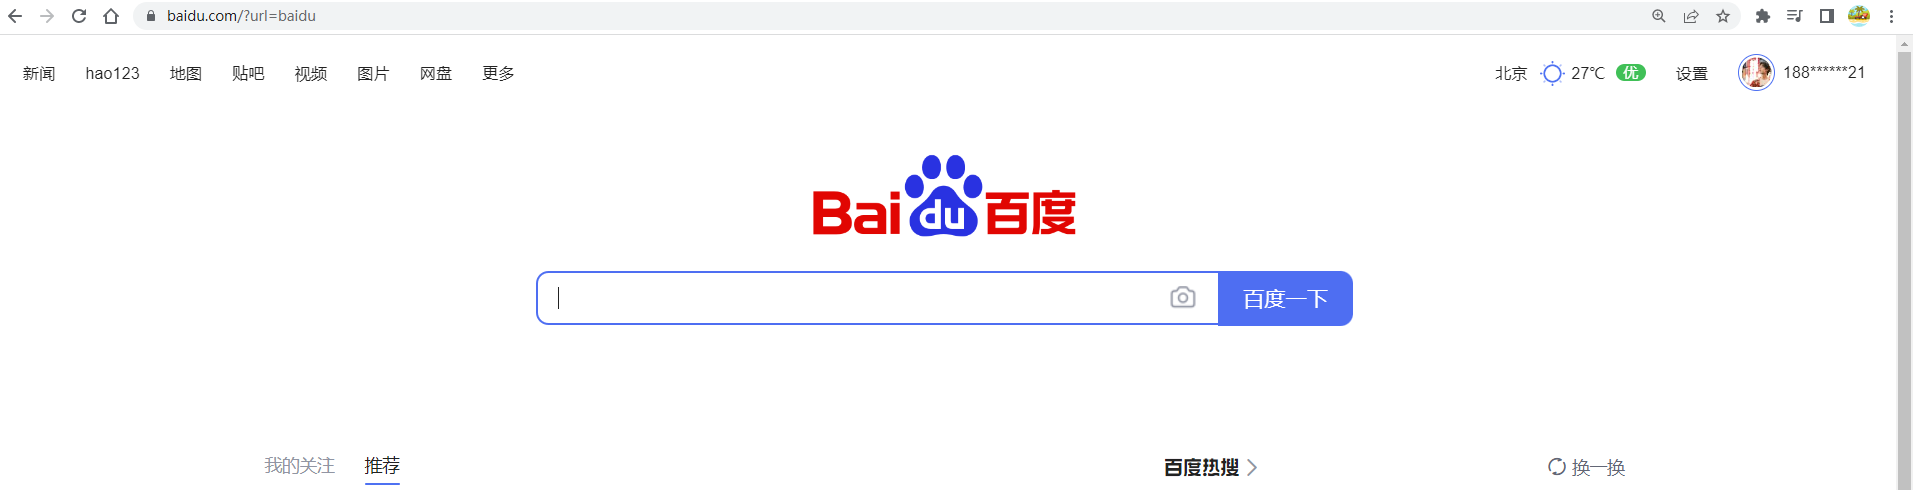 baidu.com/?url=baidu
新闻 hao123 地图 贴吧 视频 图片 网盘 更多 北京 27℃ 优 设置 188******21
Bai du 百度
百度一下
我的关注 推荐 百度热搜 换一换